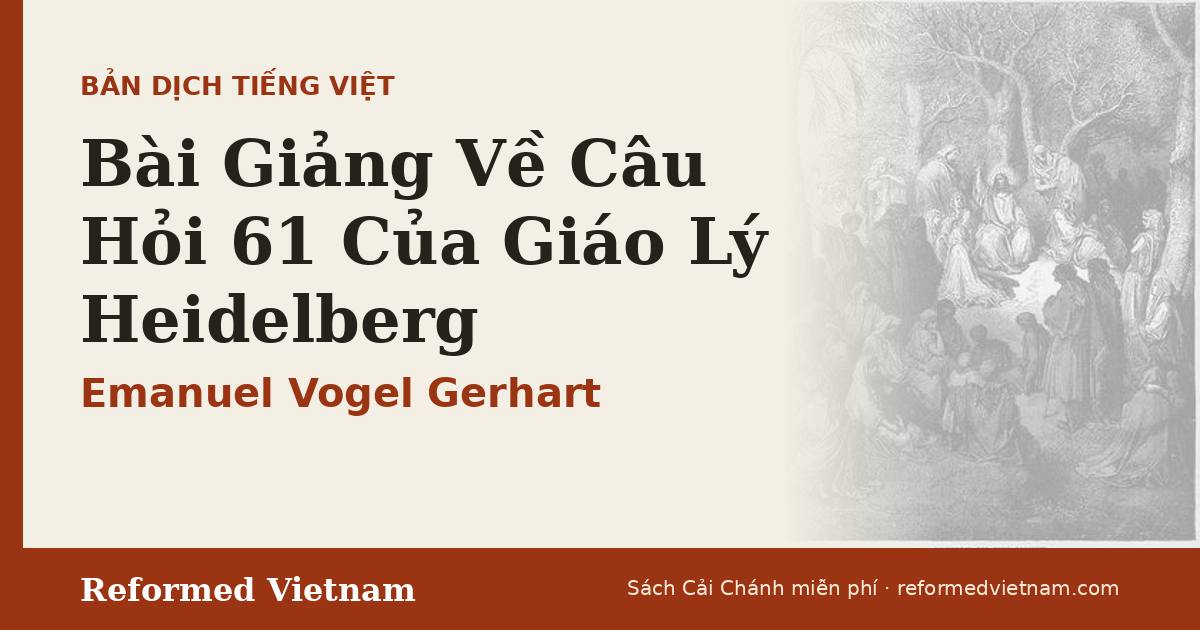 BẢN DỊCH TIẾNG VIỆT
Bài Giảng Về Câu
Hỏi 61 Của Giáo Lý
Heidelberg
Emanuel Vogel Gerhart
Reformed Vietnam
Sách Cải Chánh miễn phí · reformedvietnam.com